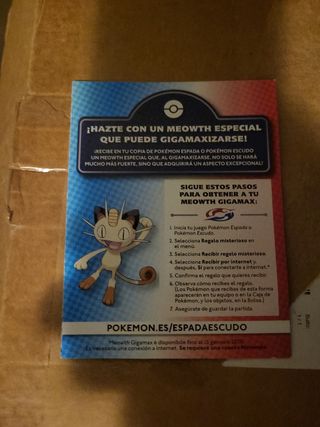 ¡HAZTE CON UN MEOWTH ESPECIAL
QUE PUEDE GIGAMAXIZARSE!
¡RECIBE EN TU COPIA DE POKÉMON ESPADA O POKÉMON ESCUDO
UN MEOWTH ESPECIAL QUE, AL GIGAMAXIZARSE, NO SOLO SE HARÁ
MUCHO MÁS FUERTE, SINO QUE ADQUIRIRÁ UN ASPECTO EXCEPCIONAL!
SIGUE ESTOS PASOS
PARA OBTENER A TU
MEOWTH GIGAMAX:
1. Inicia tu juego Pokémon Espada o
Pokémon Escudo.
2. Selecciona Regalo misterioso en
el menú.
3. Selecciona Recibir regalo misterioso.
4. Selecciona Recibir por internet y,
después, Sí para conectarte a internet.*
5. Confirma el regalo que quieres recibir.
6. Observa cómo recibes el regalo.
(Los Pokémon que recibas de esta forma
aparecerán en tu equipo o en la Caja de
Pokémon, y los objetos, en la Bolsa.)
7. Asegúrate de guardar la partida.
POKEMON.ES/ESPADAESCUDO
Meowth Gigamax
1 / 1